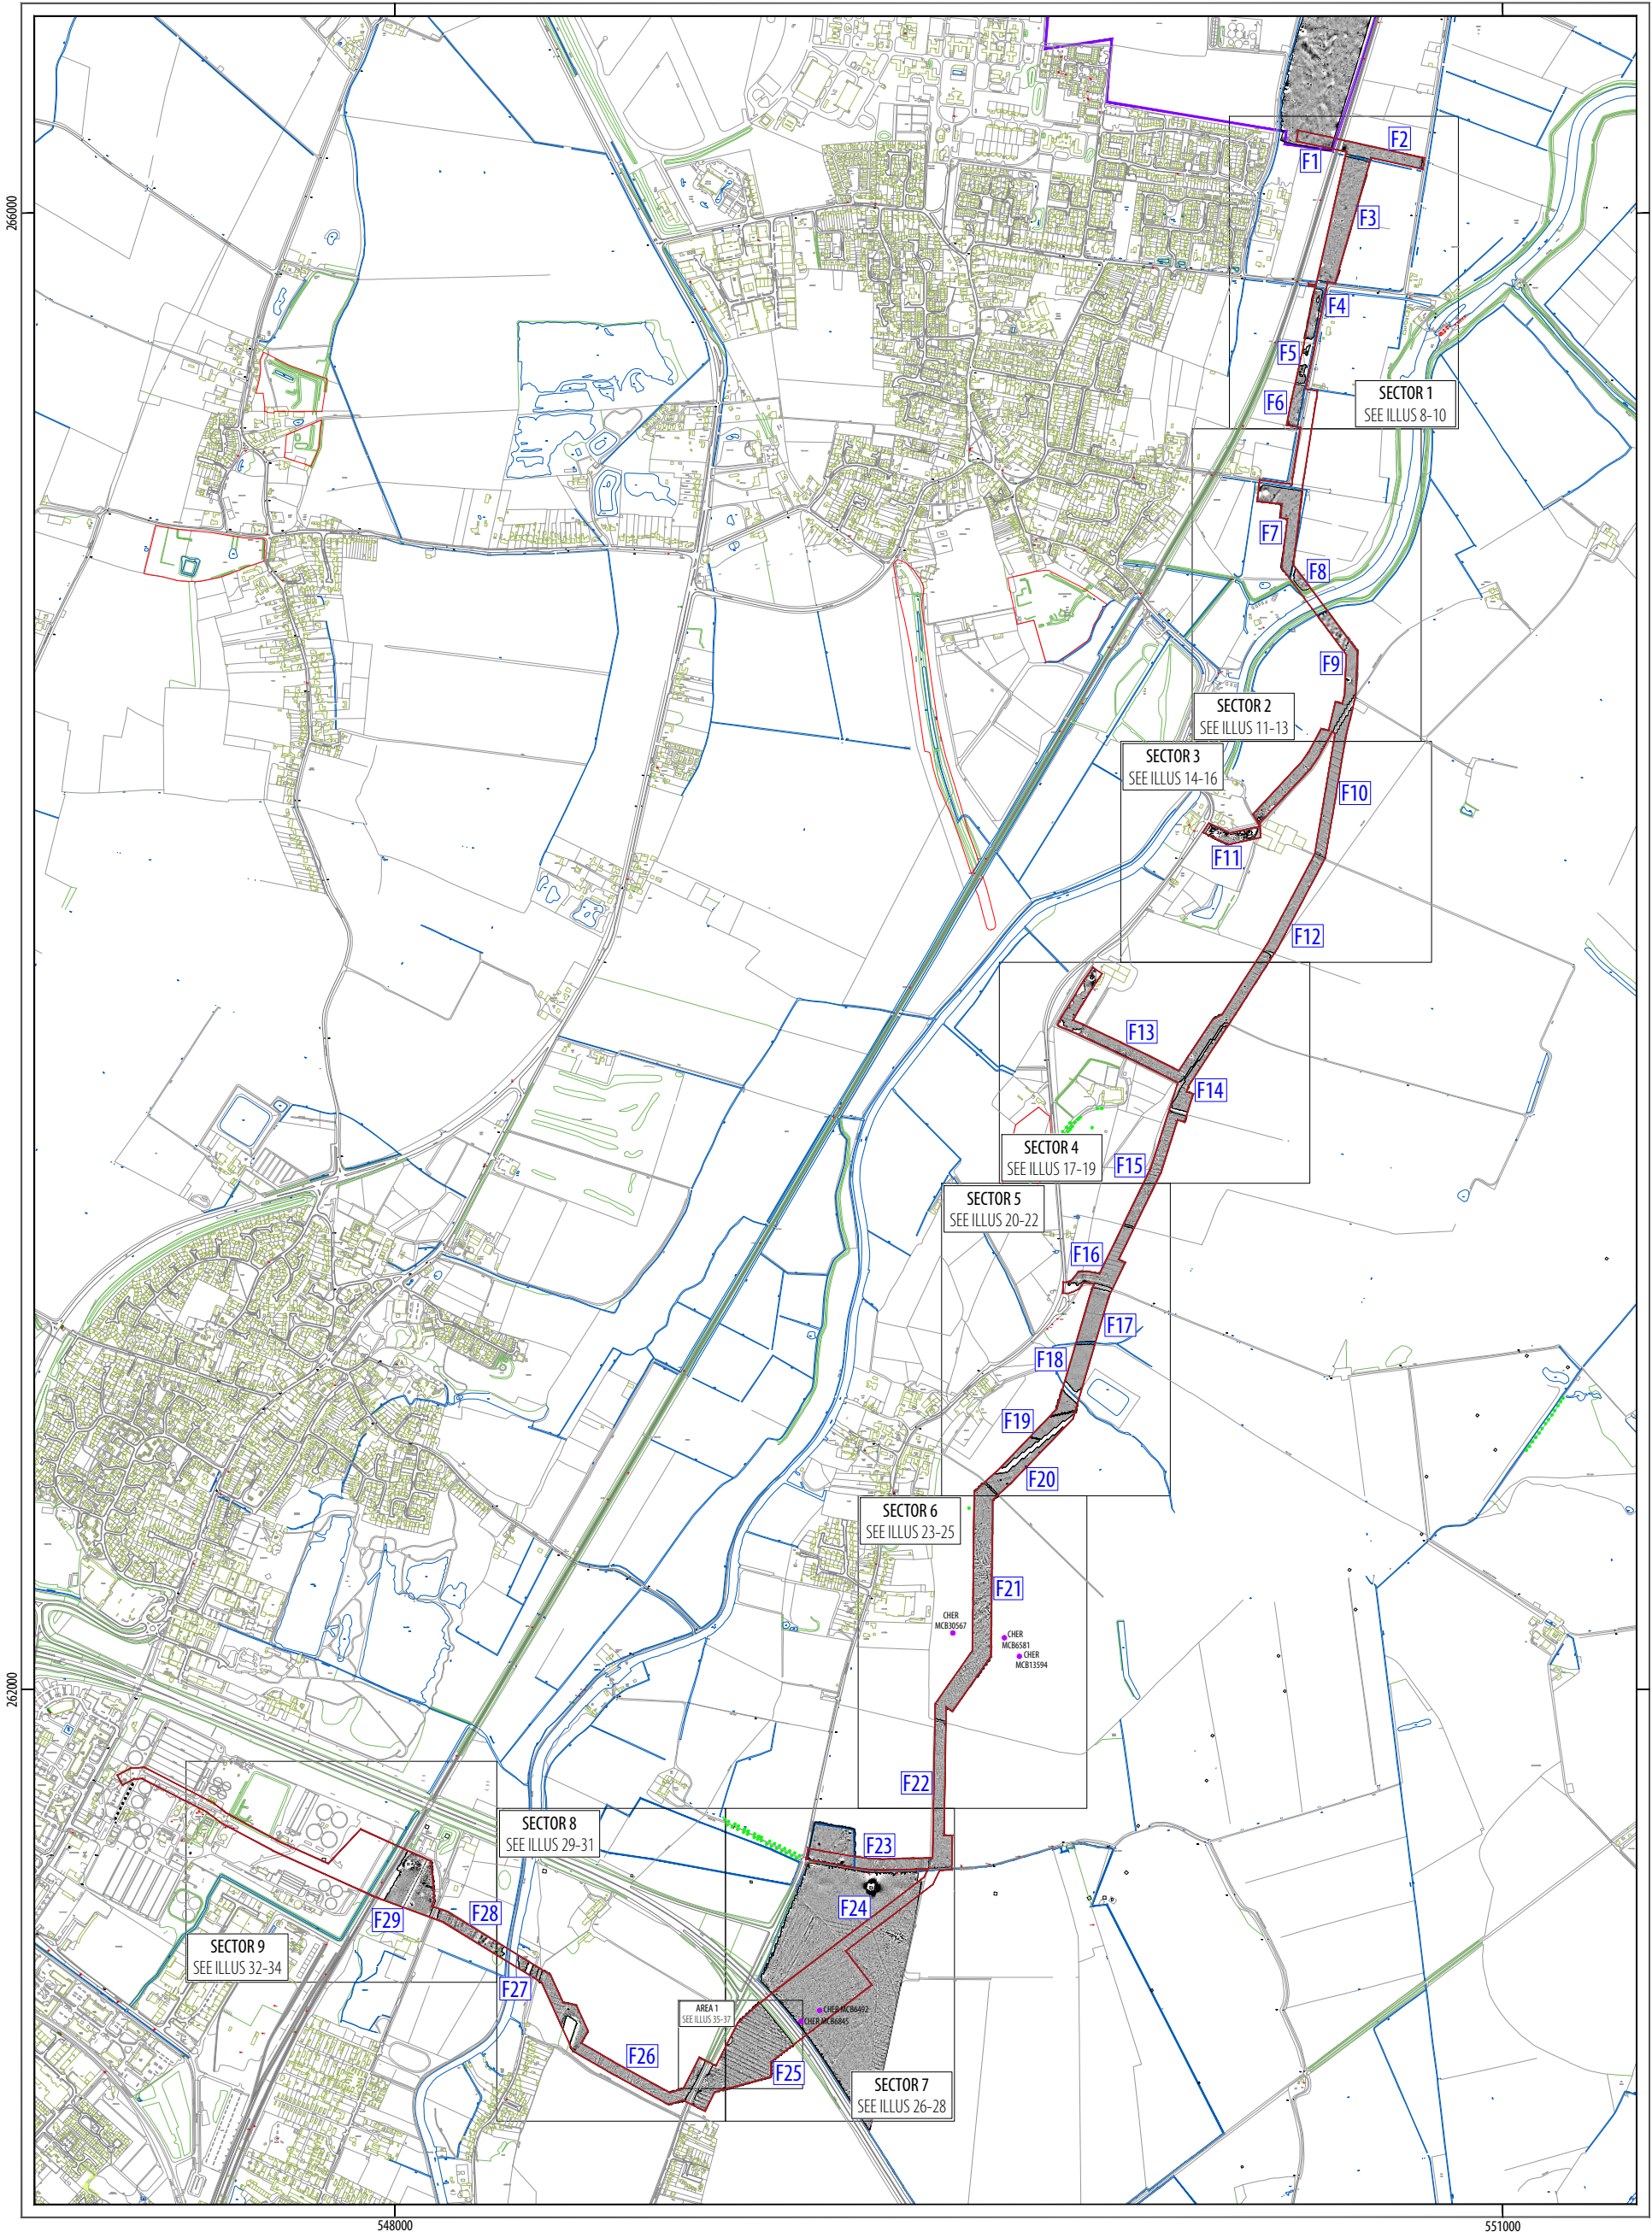 266000
F1
F2
F3
F4
F5
F6
SECTOR 1
SEE ILLUS 8-10
F7
F8
F9
SECTOR 2
SEE ILLUS 11-13
SECTOR 3
SEE ILLUS 14-16
F10
F11
F12
F13
F14
SECTOR 4
SEE ILLUS 17-19
F15
SECTOR 5
SEE ILLUS 20-22
F16
F17
F18
F19
F20
SECTOR 6
SEE ILLUS 23-25
F21
CHER
MCB30567
CHER
MCB6581
CHER
MCB13594
262000
F22
SECTOR 8
SEE ILLUS 29-31
F23
F24
F28
F29
SECTOR 9
SEE ILLUS 32-34
F27
AREA 1
SEE ILLUS 35-37
CHER MCB6492
CHER MCB6845
F26
F25
SECTOR 7
SEE ILLUS 26-28
548000
551000